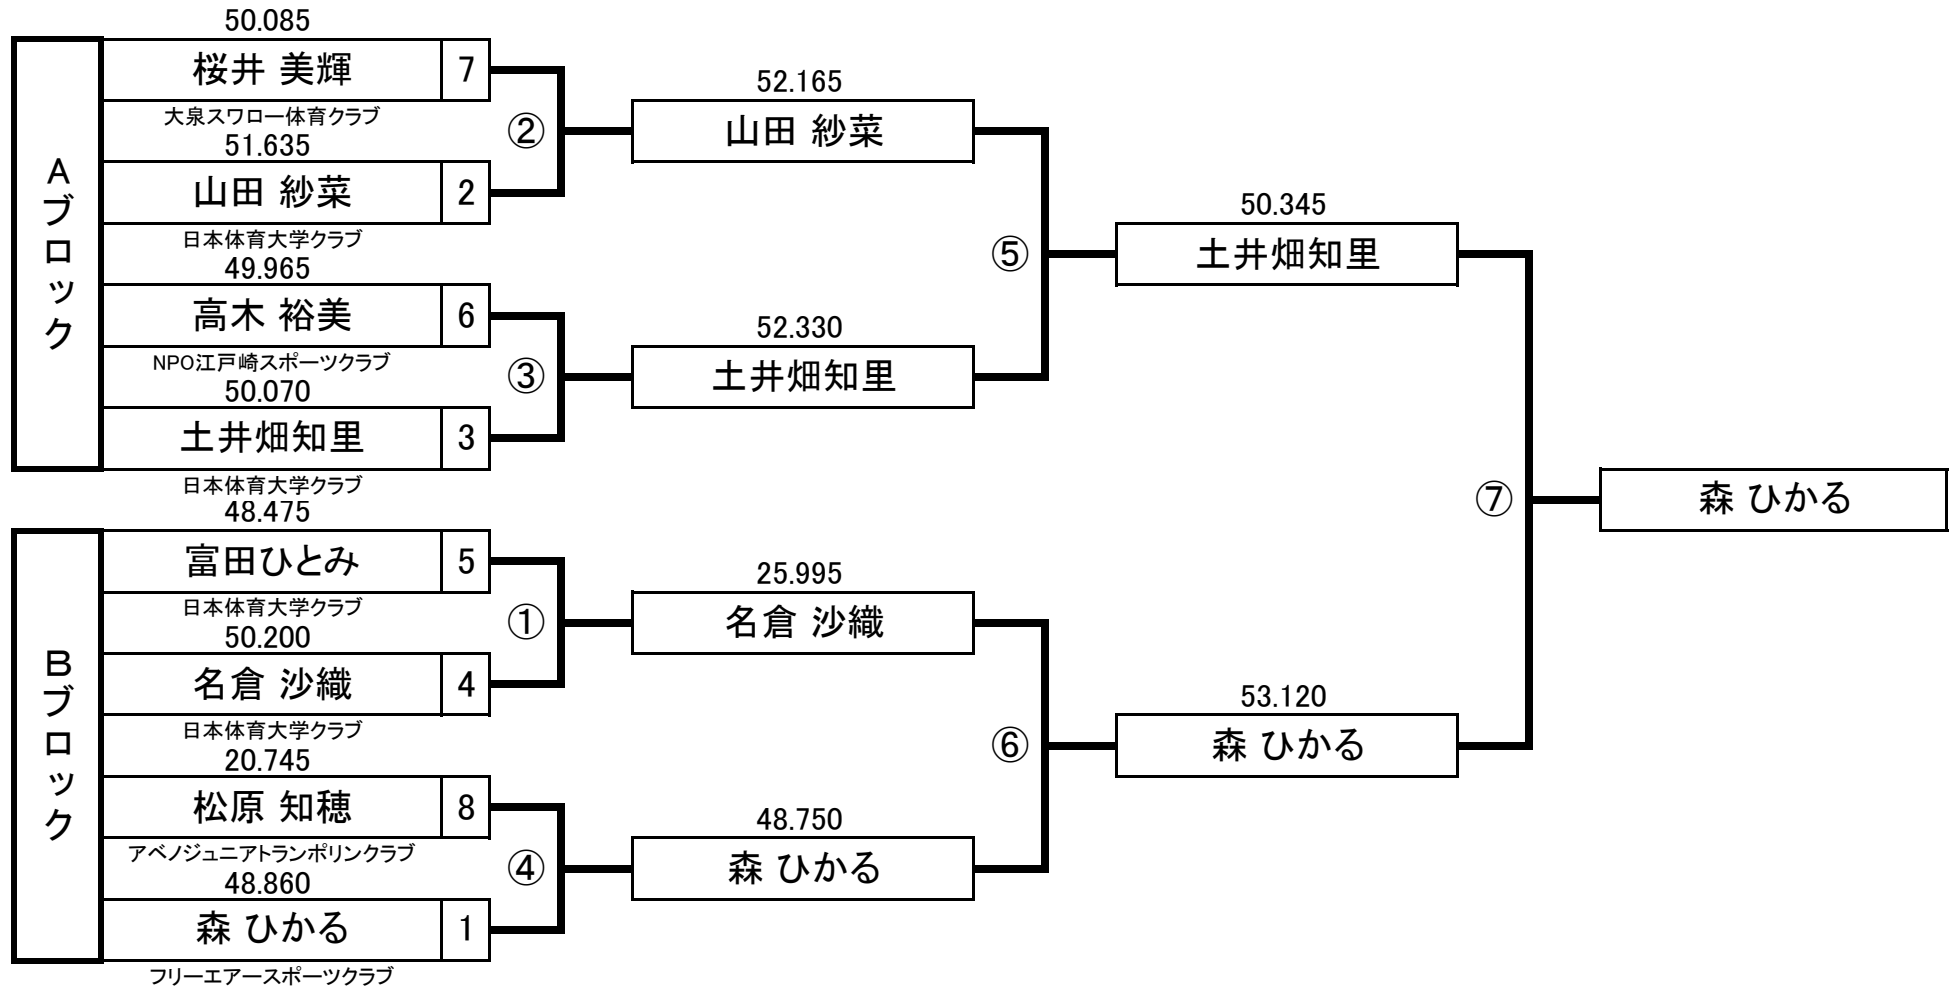 Aブロック
50.085
桜井 美輝
7
大泉スワロー体育クラブ
51.635
山田 紗菜
2
日本体育大学クラブ
49.965
高木 裕美
6
NPO江戸崎スポーツクラブ
50.070
土井畑知里
3
日本体育大学クラブ
②
③
52.165
山田 紗菜
52.330
土井畑知里
⑤
50.345
土井畑知里
Bブロック
48.475
富田ひとみ
5
日本体育大学クラブ
50.200
名倉 沙織
4
日本体育大学クラブ
20.745
松原 知穂
8
アベノジュニアトランポリンクラブ
48.860
森 ひかる
1
フリーエアースポーツクラブ
①
④
25.995
名倉 沙織
48.750
森 ひかる
⑥
53.120
森 ひかる
⑦
森 ひかる